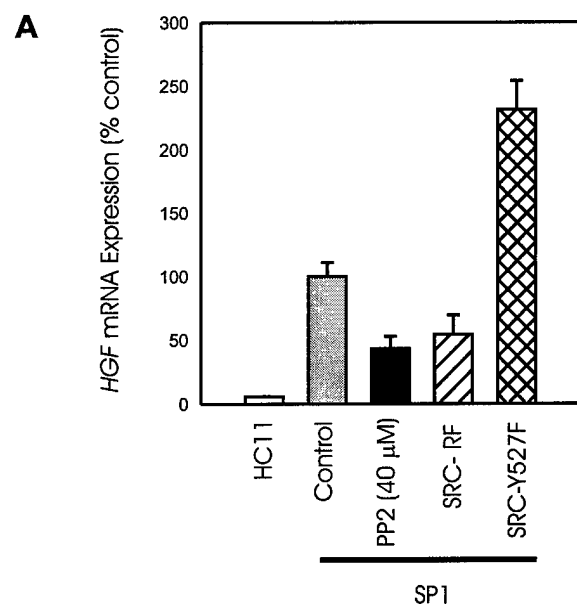 A
HGF mRNA Expression (% control)
300
250
200
150
100
50
0
HC11
Control
PP2 (40 μM)
SRC- RF
SRC-Y527F
SP1